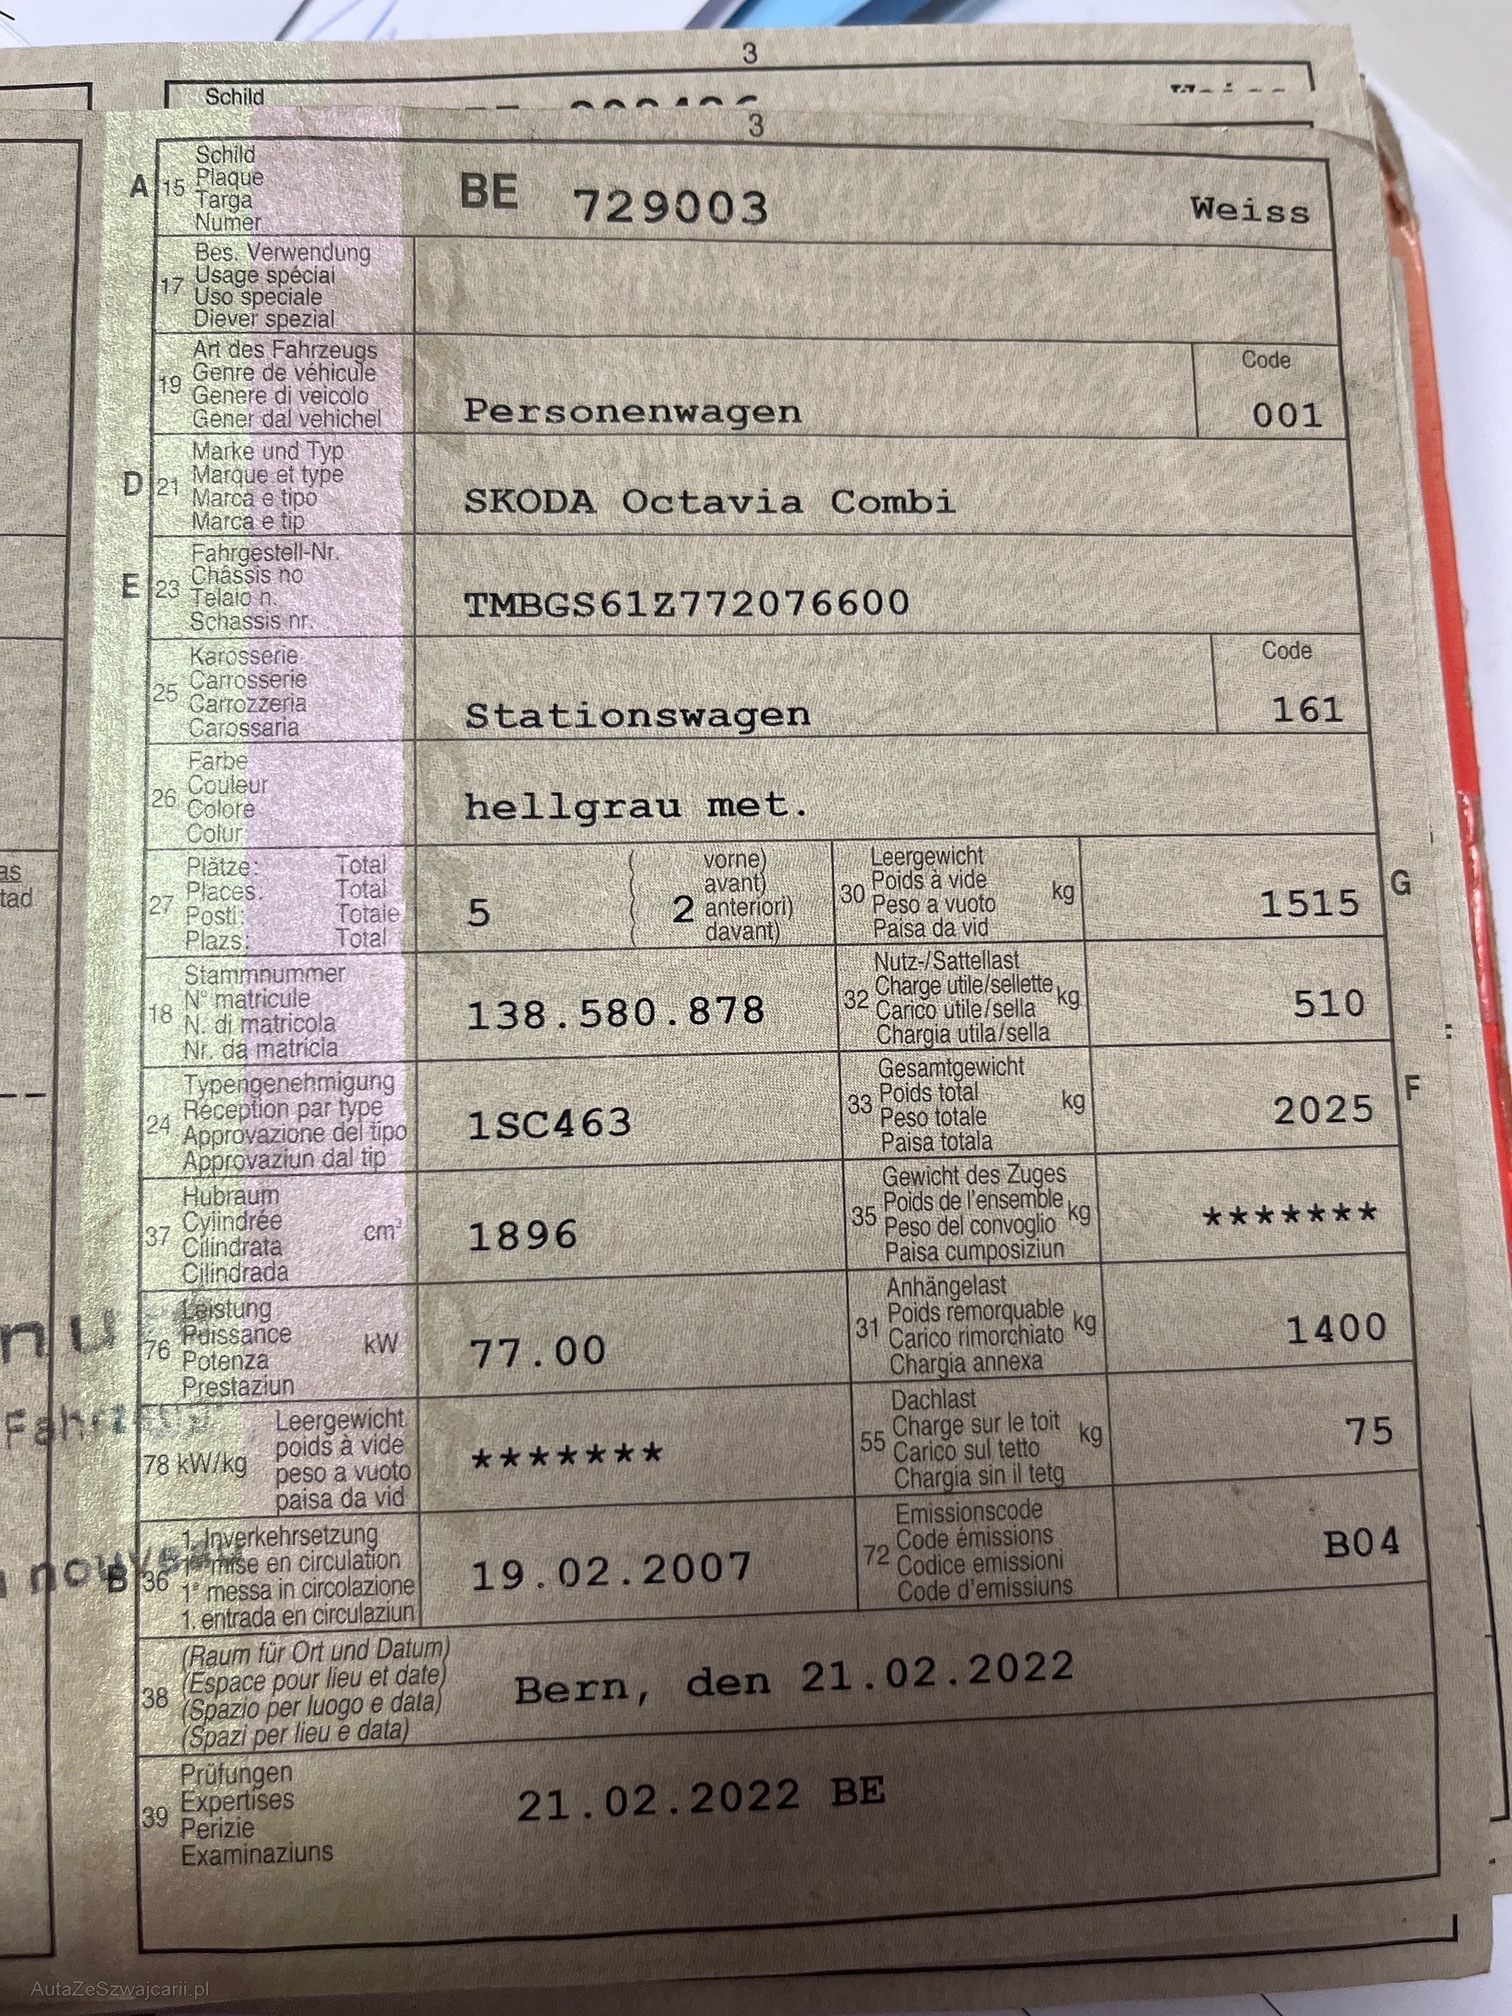 3
Schild
3
A 15 Schild
Plaque
Targa
Numer
BE 729003 Weiss
17 Bes. Verwendung
Usage spécial
Uso speciale
Diever spezial
19 Art des Fahrzeugs
Genre de véhicule
Genere di veicolo
Gener dal vehichel
Personenwagen
Code
001
D 21 Marke und Typ
Marque et type
Marca e tipo
Marca e tip
SKODA Octavia Combi
E 23 Fahrgestell-Nr.
Châssis no
Telaio n.
Schassis nr.
TMBGS61Z772076600
25 Karosserie
Carrosserie
Carrozzeria
Carossaria
Stationswagen
Code
161
26 Farbe
Couleur
Colore
Colur
hellgrau met.
27 Plätze: Total
Places: Total
Posti: Totale
Plazs: Total
5 ( 2 vorne)
avant)
anteriori)
davant)
30 Leergewicht
Poids à vide
Peso a vuoto
Paisa da vid
kg
1515 G
18 Stammnummer
N° matricule
N. di matricola
Nr. da matricla
138.580.878
32 Nutz-/Sattellast
Charge utile/sellette
Carico utile/sella
Chargia utila/sella
kg
510
24 Typengenehmigung
Réception par type
Approvazione del tipo
Approvaziun dal tip
1SC463
33 Gesamtgewicht
Poids total
Peso totale
Paisa totala
kg
2025 F
37 Hubraum
Cylindrée
Cilindrata
Cilindrada
cm³
1896
35 Gewicht des Zuges
Poids de l'ensemble
Peso del convoglio
Paisa cumposiziun
kg
*******
76 Leistung
Puissance
Potenza
Prestaziun
kW
77.00
31 Anhängelast
Poids remorquable
Carico rimorchiato
Chargia annexa
kg
1400
78 kW/kg Leergewicht
poids à vide
peso a vuoto
paisa da vid
*******
55 Dachlast
Charge sur le toit
Carico sul tetto
Chargia sin il tetg
kg
75
B 36 1. Inverkehrsetzung
1re mise en circulation
1a messa in circolazione
1. entrada en circulaziun
19.02.2007
72 Emissionscode
Code émissions
Codice emissioni
Code d'emissiuns
B04
38 (Raum für Ort und Datum)
(Espace pour lieu et date)
(Spazio per luogo e data)
(Spazi per lieu e data)
Bern, den 21.02.2022
39 Prüfungen
Expertises
Perizie
Examinaziuns
21.02.2022 BE
AutaZeSzwajcarii.pl